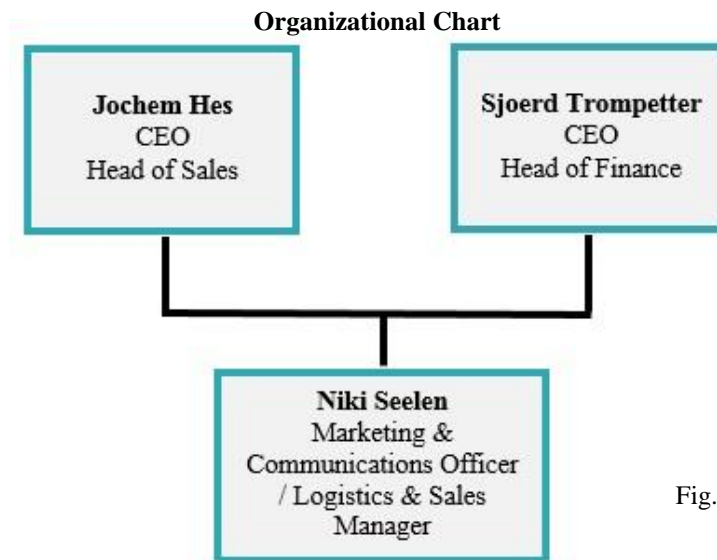 Organizational Chart
Jochem Hes
CEO
Head of Sales
Sjoerd Trompetter
CEO
Head of Finance
Niki Seelen
Marketing &
Communications Officer
/ Logistics & Sales
Manager
Fig.